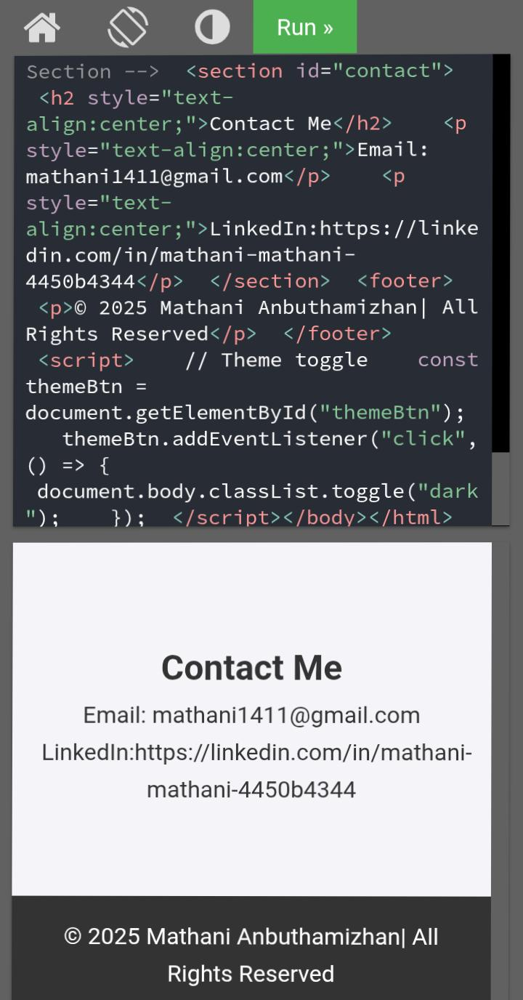 Run »
Section -->  <section id="contact">
<h2 style="text-
align:center;">Contact Me</h2>    <p
style="text-align:center;">Email:
mathani1411@gmail.com</p>    <p
style="text-
align:center;">LinkedIn:https://linke
din.com/in/mathani-mathani-
4450b4344</p>  </section>  <footer>
<p>© 2025 Mathani Anbuthamizhan| All
Rights Reserved</p>  </footer>
<script>    // Theme toggle    const
themeBtn =
document.getElementById("themeBtn");
themeBtn.addEventListener("click",
() => {
document.body.classList.toggle("dark
");    });  </script></body></html>
Contact Me
Email: mathani1411@gmail.com
LinkedIn:https://linkedin.com/in/mathani-
mathani-4450b4344
© 2025 Mathani Anbuthamizhan| All
Rights Reserved